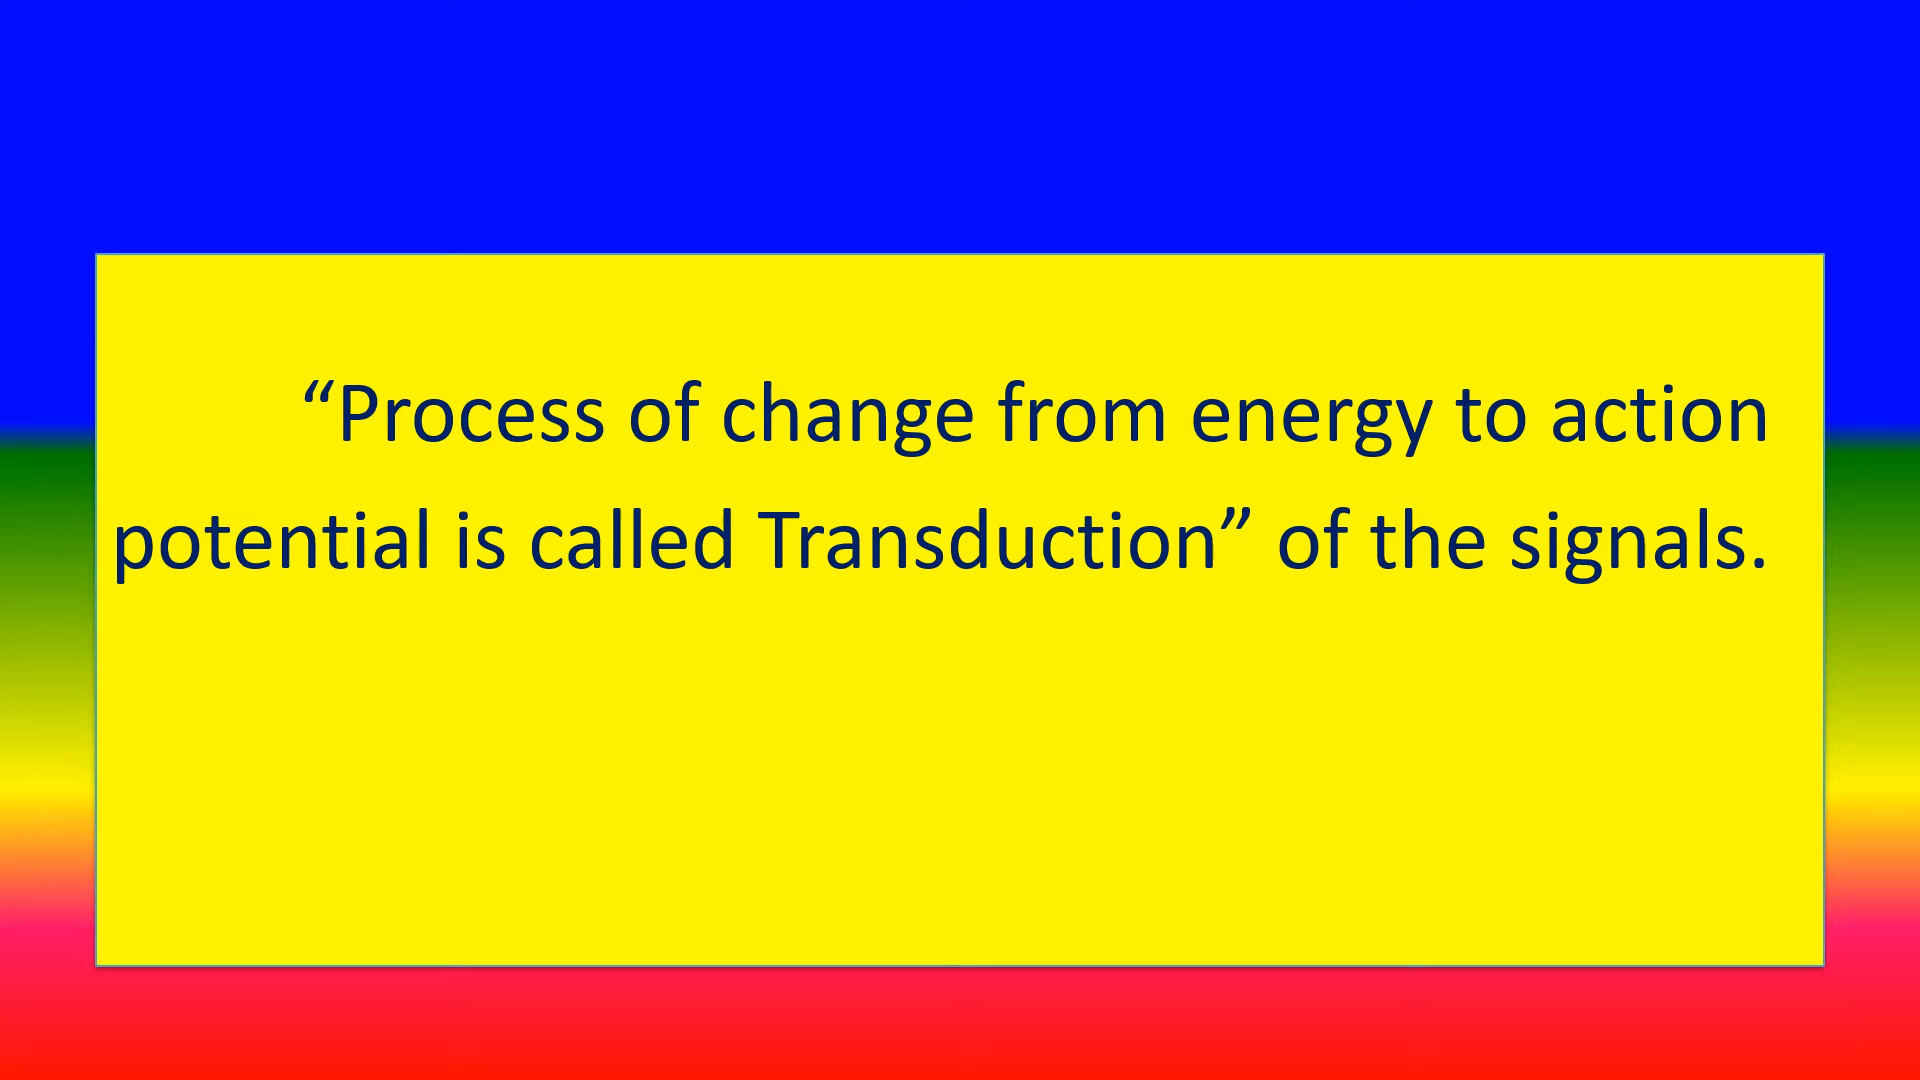 “Process of change from energy to action
potential is called Transduction” of the signals.